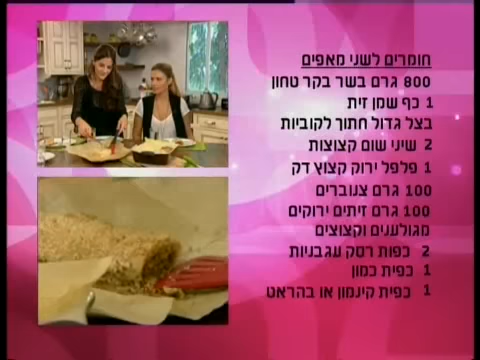 חומרים לשני מאפים
800 גרם בשר בקר טחון
1 כף שמן זית
בצל גדול חתוך לקוביות
2 שיני שום קצוצות
1 פלפל ירוק קצוץ דק
100 גרם צנוברים
100 גרם זיתים ירוקים
מגולענים וקצוצים
2 כפות רסק עגבניות
1 כפית כמון
1 כפית קינמון או בהראט